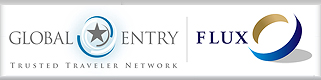 GLOBAL ENTRY
TRUSTED TRAVELER NETWORK
FLUX